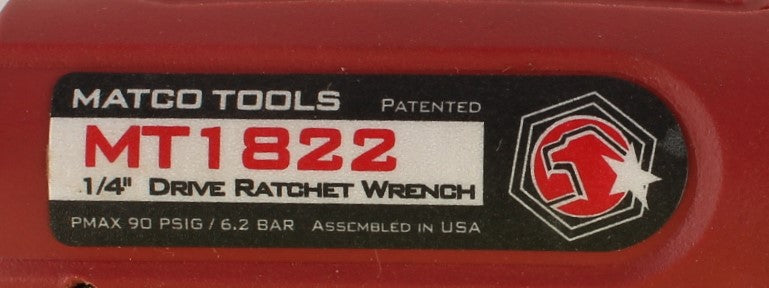 MATCO TOOLS PATENTED
MT1822
1/4" DRIVE RATCHET WRENCH
PMAX 90 PSIG / 6.2 BAR ASSEMBLED IN USA